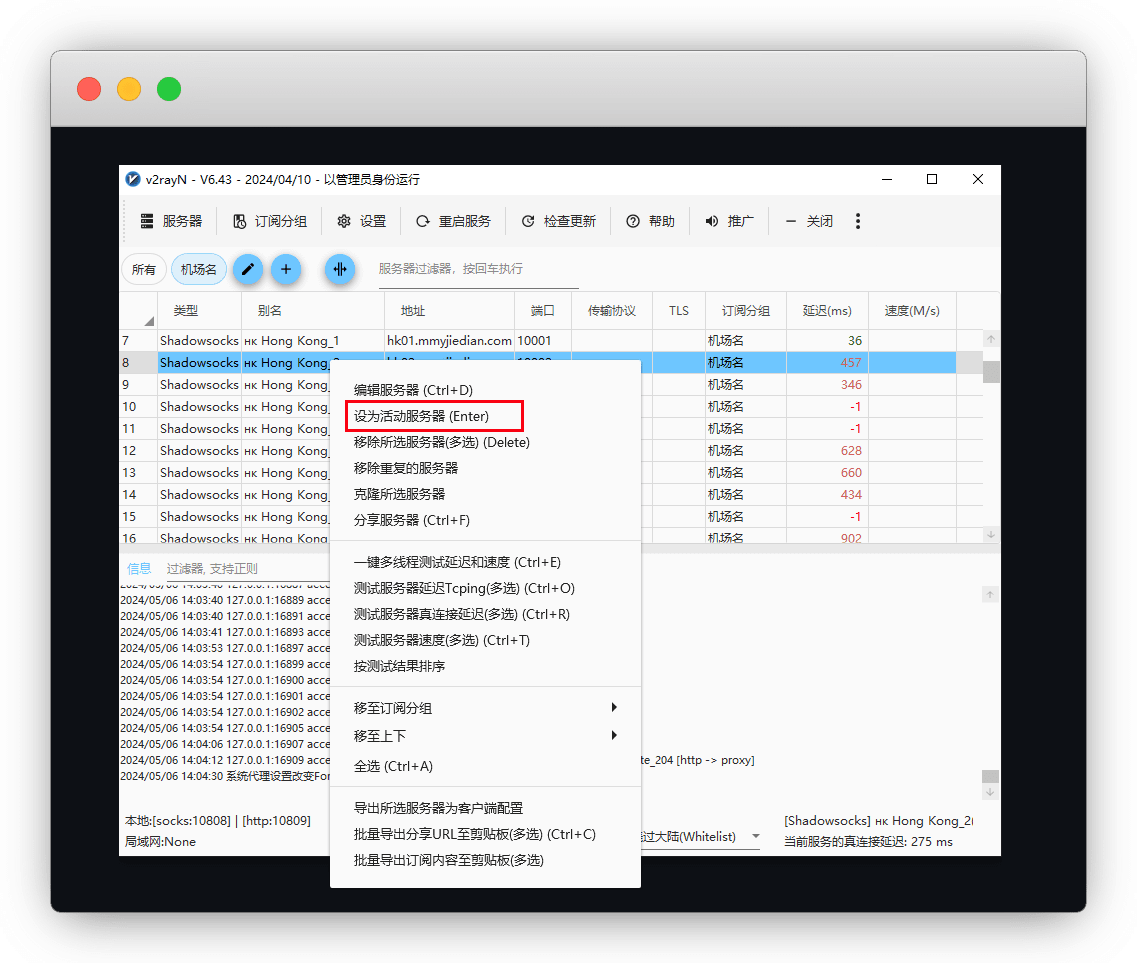 v2rayN - V6.43 - 2024/04/10 - 以管理员身份运行
服务器 订阅分组 设置 重启服务 检查更新 帮助 推广 关闭
所有 机场名 服务器过滤器，按回车执行
类型 别名 地址 端口 传输协议 TLS 订阅分组 延迟(ms) 速度(M/s)
7 Shadowsocks нк Hong Kong_1 hk01.mmyjiedian.com 10001 机场名 36
8 Shadowsocks нк Hong Kong_ 机场名 457
9 Shadowsocks нк Hong Kong_ 机场名 346
10 Shadowsocks нк Hong Kong_ 机场名 -1
11 Shadowsocks нк Hong Kong_ 机场名 -1
12 Shadowsocks нк Hong Kong_ 机场名 628
13 Shadowsocks нк Hong Kong_ 机场名 660
14 Shadowsocks нк Hong Kong_ 机场名 434
15 Shadowsocks нк Hong Kong_ 机场名 -1
16 Shadowsocks нк Hong Kong_ 机场名 902
编辑服务器 (Ctrl+D)
设为活动服务器 (Enter)
移除所选服务器(多选) (Delete)
移除重复的服务器
克隆所选服务器
分享服务器 (Ctrl+F)
一键多线程测试延迟和速度 (Ctrl+E)
测试服务器延迟Tcping(多选) (Ctrl+O)
测试服务器真连接延迟(多选) (Ctrl+R)
测试服务器速度(多选) (Ctrl+T)
按测试结果排序
移至订阅分组
移至上下
全选 (Ctrl+A)
导出所选服务器为客户端配置
批量导出分享URL至剪贴板(多选) (Ctrl+C)
批量导出订阅内容至剪贴板(多选)
信息 过滤器, 支持正则
2024/05/06 14:03:40 127.0.0.1:16889 acce
2024/05/06 14:03:40 127.0.0.1:16891 acce
2024/05/06 14:03:41 127.0.0.1:16893 acce
2024/05/06 14:03:53 127.0.0.1:16897 acce
2024/05/06 14:03:54 127.0.0.1:16899 acce
2024/05/06 14:03:54 127.0.0.1:16900 acce
2024/05/06 14:03:54 127.0.0.1:16901 acce
2024/05/06 14:03:54 127.0.0.1:16902 acce
2024/05/06 14:03:54 127.0.0.1:16905 acce
2024/05/06 14:04:06 127.0.0.1:16907 acce
2024/05/06 14:04:12 127.0.0.1:16909 acce te_204 [http -> proxy]
2024/05/06 14:04:30 系统代理设置改变For
本地:[socks:10808] | [http:10809]
局域网:None
过大陆(Whitelist)
[Shadowsocks] нк Hong Kong_2(
当前服务的真连接延迟: 275 ms